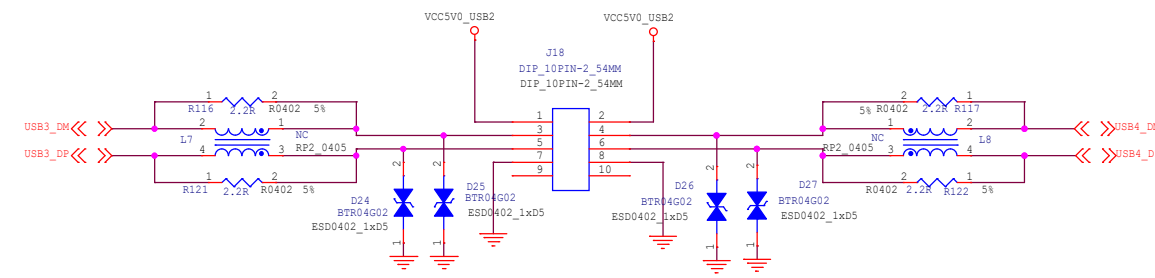 VCC5V0_USB2
VCC5V0_USB2
J18
DIP_10PIN-2_54MM
DIP_10PIN-2_54MM
1 2
R116 2.2R R0402 5%
2 1
5% R0402 2.2R R117
USB3_DM
2 1
L7 NC
RP2_0405
USB3_DP
4 3
1 2
R121 2.2R R0402 5%
1 2
3 4
5 6
7 8
9 10
USB4_DM
1 2
NC L8
RP2_0405
USB4_D
3 4
2 1
R0402 2.2R R122 5%
2
D24
BTR04G02
ESD0402_1xD5
1
2
D25
BTR04G02
ESD0402_1xD5
1
2
D26
BTR04G02
ESD0402_1xD5
1
2
D27
BTR04G02
ESD0402_1xD5
1